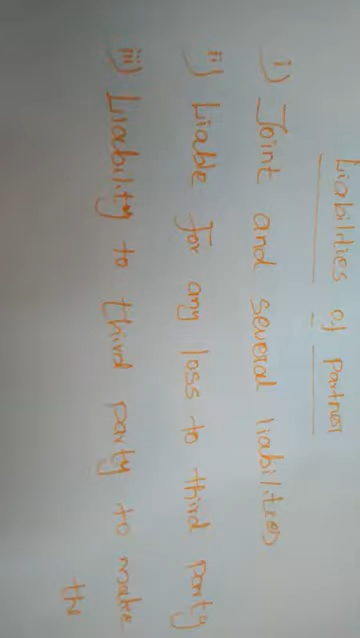 Liabilities of partner
i) Joint and several liabilities
ii) Liable for any loss to third party
iii) Liability to third party to make
the